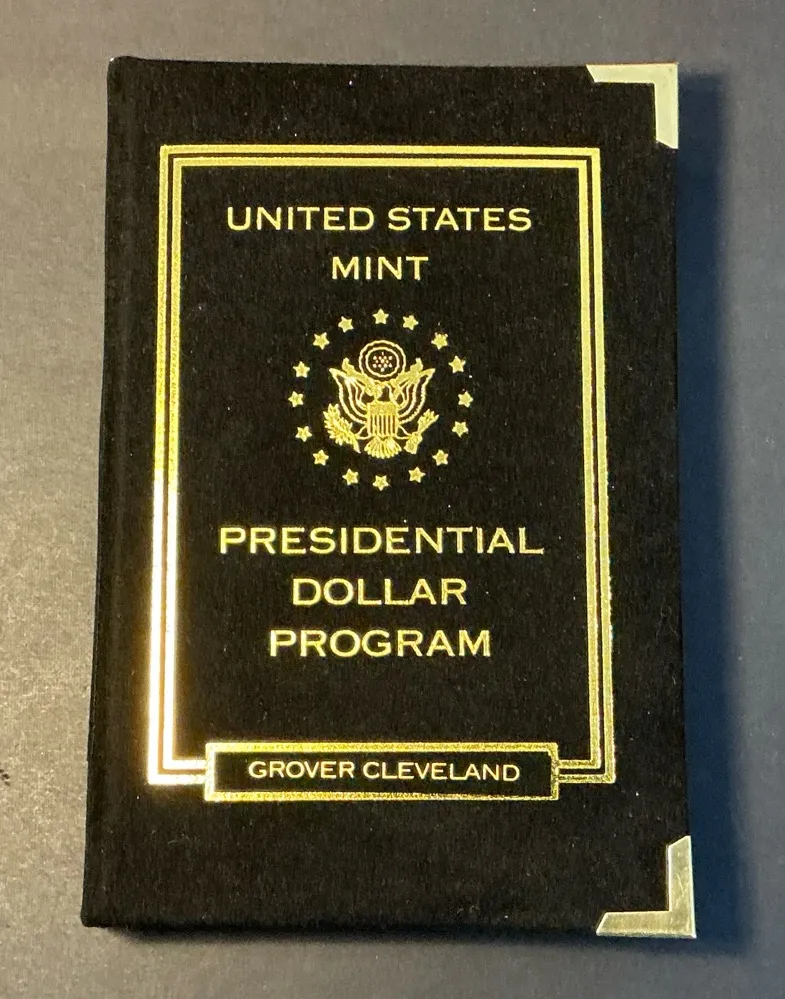 UNITED STATES
MINT
PRESIDENTIAL
DOLLAR
PROGRAM
GROVER CLEVELAND